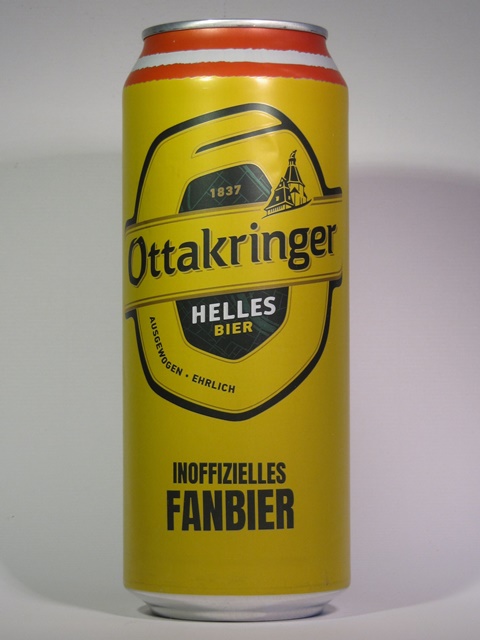 1837
Ottakringer
HELLES
BIER
AUSGEWOGEN • EHRLICH
INOFFIZIELLES
FANBIER